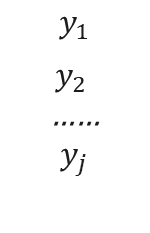 y₁
y₂
……
yⱼ